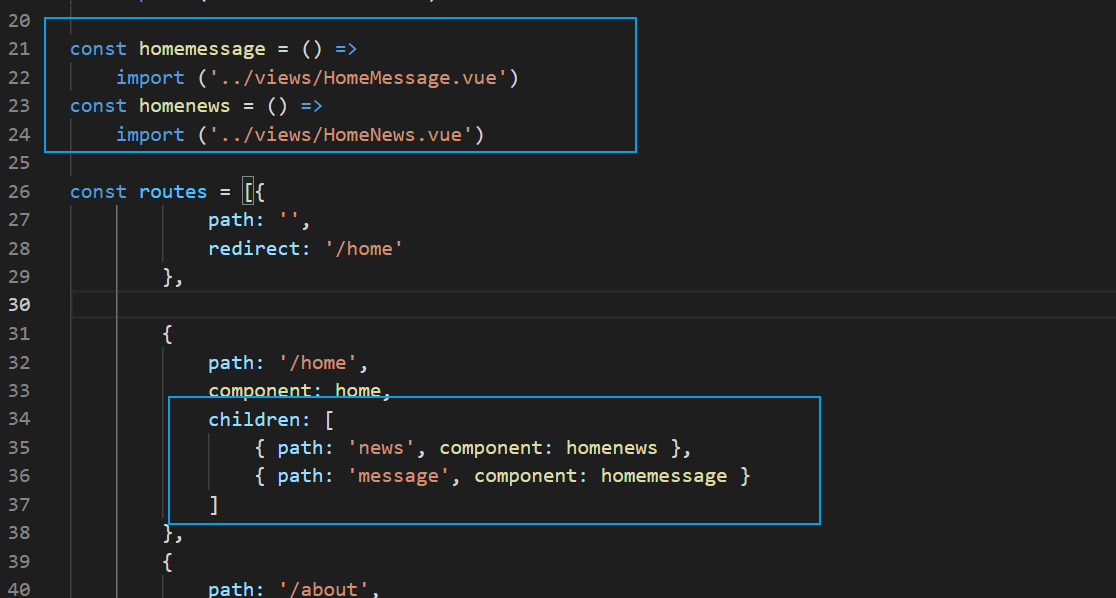 20
21 const homemessage = () =>
22 import ('../views/HomeMessage.vue')
23 const homenews = () =>
24 import ('../views/HomeNews.vue')
25
26 const routes = [{
27 path: '',
28 redirect: '/home'
29 },
30
31 {
32 path: '/home',
33 component: home,
34 children: [
35 { path: 'news', component: homenews },
36 { path: 'message', component: homemessage }
37 ]
38 },
39 {
40 path: '/about',